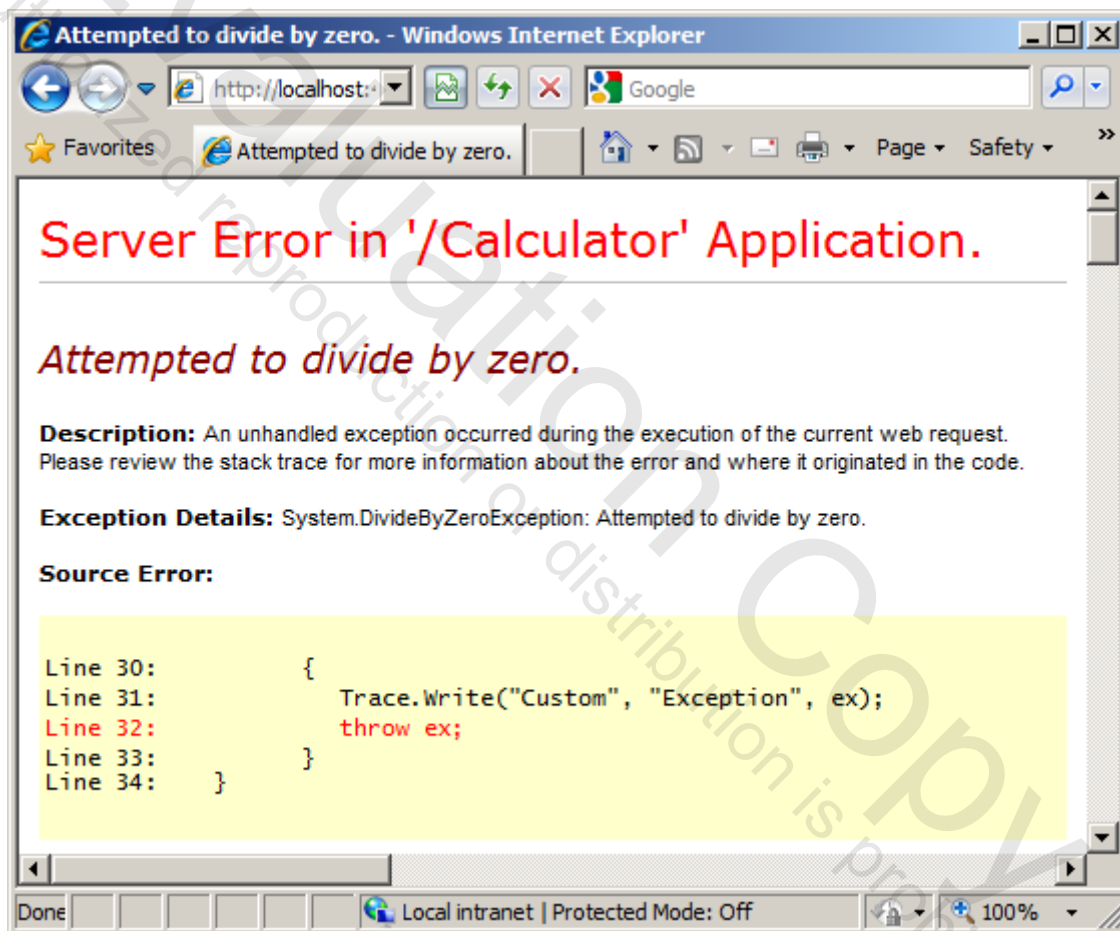 Attempted to divide by zero. - Windows Internet Explorer
http://localhost:
Google
Favorites
Attempted to divide by zero.
Page
Safety
»
Server Error in '/Calculator' Application.
Attempted to divide by zero.
Description: An unhandled exception occurred during the execution of the current web request.
Please review the stack trace for more information about the error and where it originated in the code.
Exception Details: System.DivideByZeroException: Attempted to divide by zero.
Source Error:
Line 30: {
Line 31: Trace.Write("Custom", "Exception", ex);
Line 32: throw ex;
Line 33: }
Line 34: }
Done
Local intranet | Protected Mode: Off
100%
reproduction or distribution is
Copy